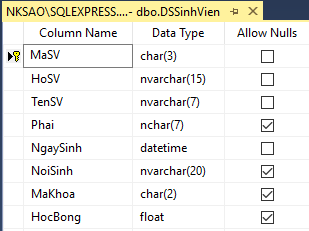 NKSAO\SQLEXPRESS....- dbo.DSSinhVien
Column Name Data Type Allow Nulls
MaSV char(3)
HoSV nvarchar(15)
TenSV nvarchar(7)
Phai nchar(7)
NgaySinh datetime
NoiSinh nvarchar(20)
MaKhoa char(2)
HocBong float